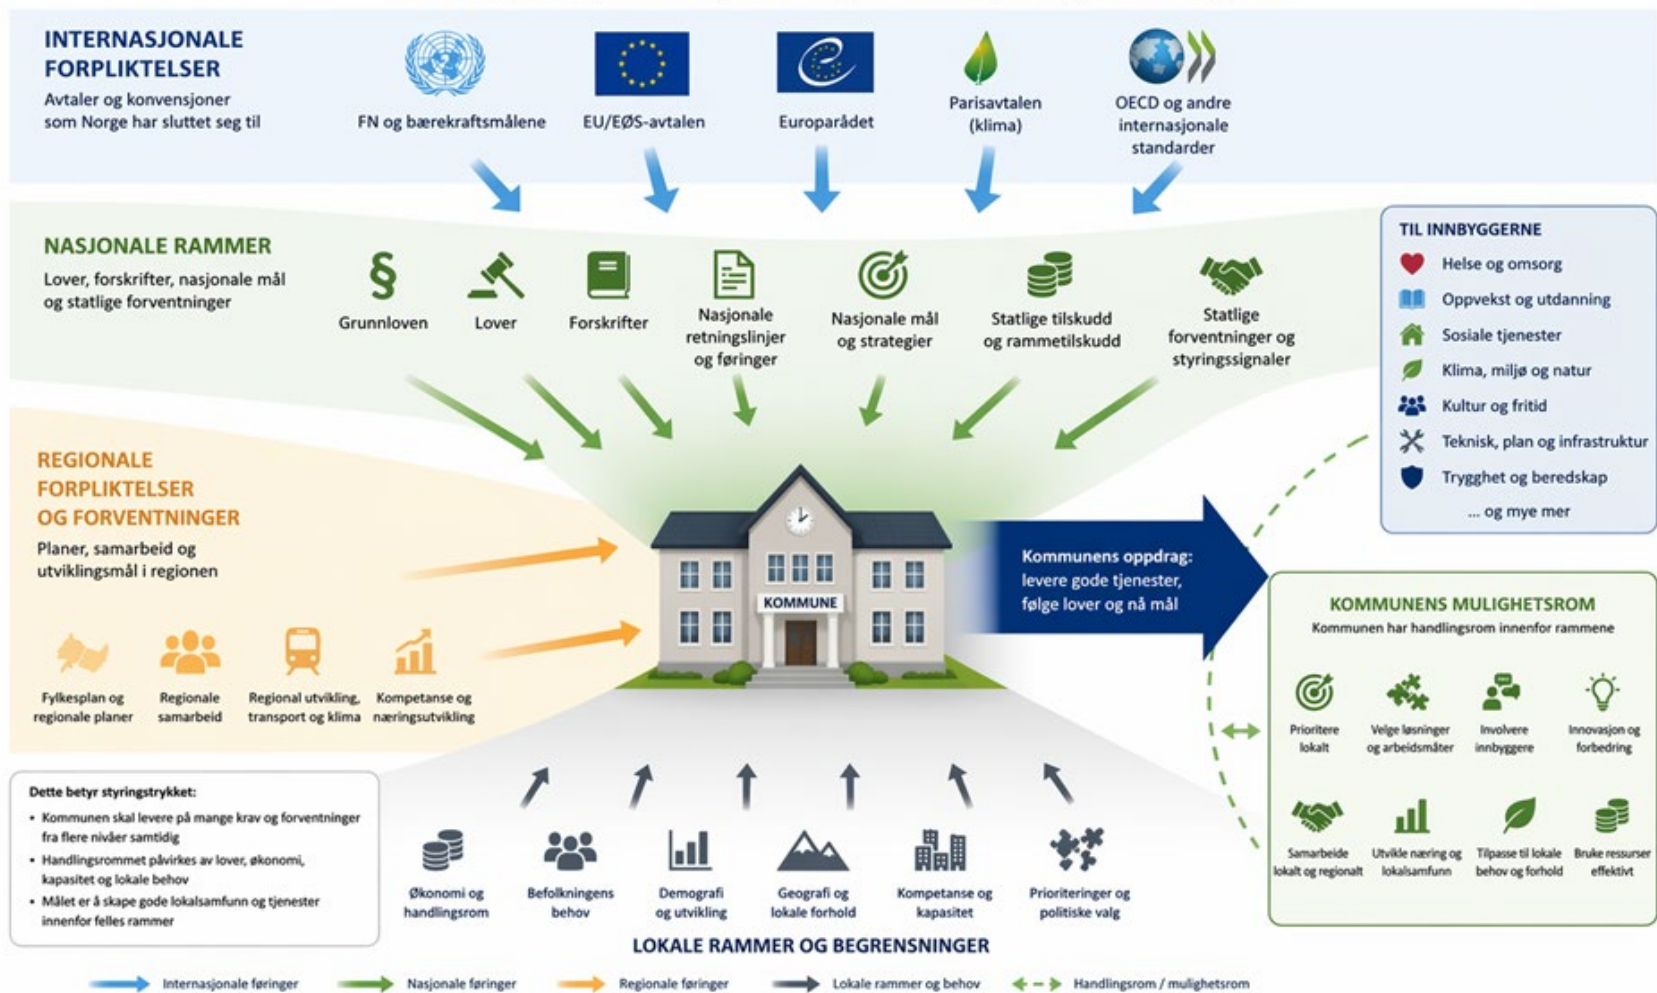 INTERNASJONALE
FORPLIKTELSER
Avtaler og konvensjoner
som Norge har sluttet seg til
FN og bærekraftsmålene
EU/EØS-avtalen
Europarådet
Parisavtalen
(klima)
OECD og andre
internasjonale
standarder
NASJONALE RAMMER
Lover, forskrifter, nasjonale mål
og statlige forventninger
§
Grunnloven
Lover
Forskrifter
Nasjonale
retningslinjer
og føringer
Nasjonale mål
og strategier
Statlige tilskudd
og rammetilskudd
Statlige
forventninger og
styringssignaler
TIL INNBYGGERNE
Helse og omsorg
Oppvekst og utdanning
Sosiale tjenester
Klima, miljø og natur
Kultur og fritid
Teknisk, plan og infrastruktur
Trygghet og beredskap
... og mye mer
REGIONALE
FORPLIKTELSER
OG FORVENTNINGER
Planer, samarbeid og
utviklingsmål i regionen
Fylkesplan og
regionale planer
Regionale
samarbeid
Regional utvikling,
transport og klima
Kompetanse og
næringsutvikling
KOMMUNE
Kommunens oppdrag:
levere gode tjenester,
følge lover og nå mål
KOMMUNENS MULIGHETSROM
Kommunen har handlingsrom innenfor rammene
Prioritere
lokalt
Velge løsninger
og arbeidsmåter
Involvere
innbyggere
Innovasjon og
forbedring
Samarbeide
lokalt og regionalt
Utvikle næring og
lokalsamfunn
Tilpasse til lokale
behov og forhold
Bruke ressurser
effektivt
Dette betyr styringstrykket:
• Kommunen skal levere på mange krav og forventninger
fra flere nivåer samtidig
• Handlingsrommet påvirkes av lover, økonomi,
kapasitet og lokale behov
• Målet er å skape gode lokalsamfunn og tjenester
innenfor felles rammer
Økonomi og
handlingsrom
Befolkningens
behov
Demografi
og utvikling
Geografi og
lokale forhold
Kompetanse og
kapasitet
Prioriteringer og
politiske valg
LOKALE RAMMER OG BEGRENSNINGER
Internasjonale føringer
Nasjonale føringer
Regionale føringer
Lokale rammer og behov
Handlingsrom / mulighetsrom